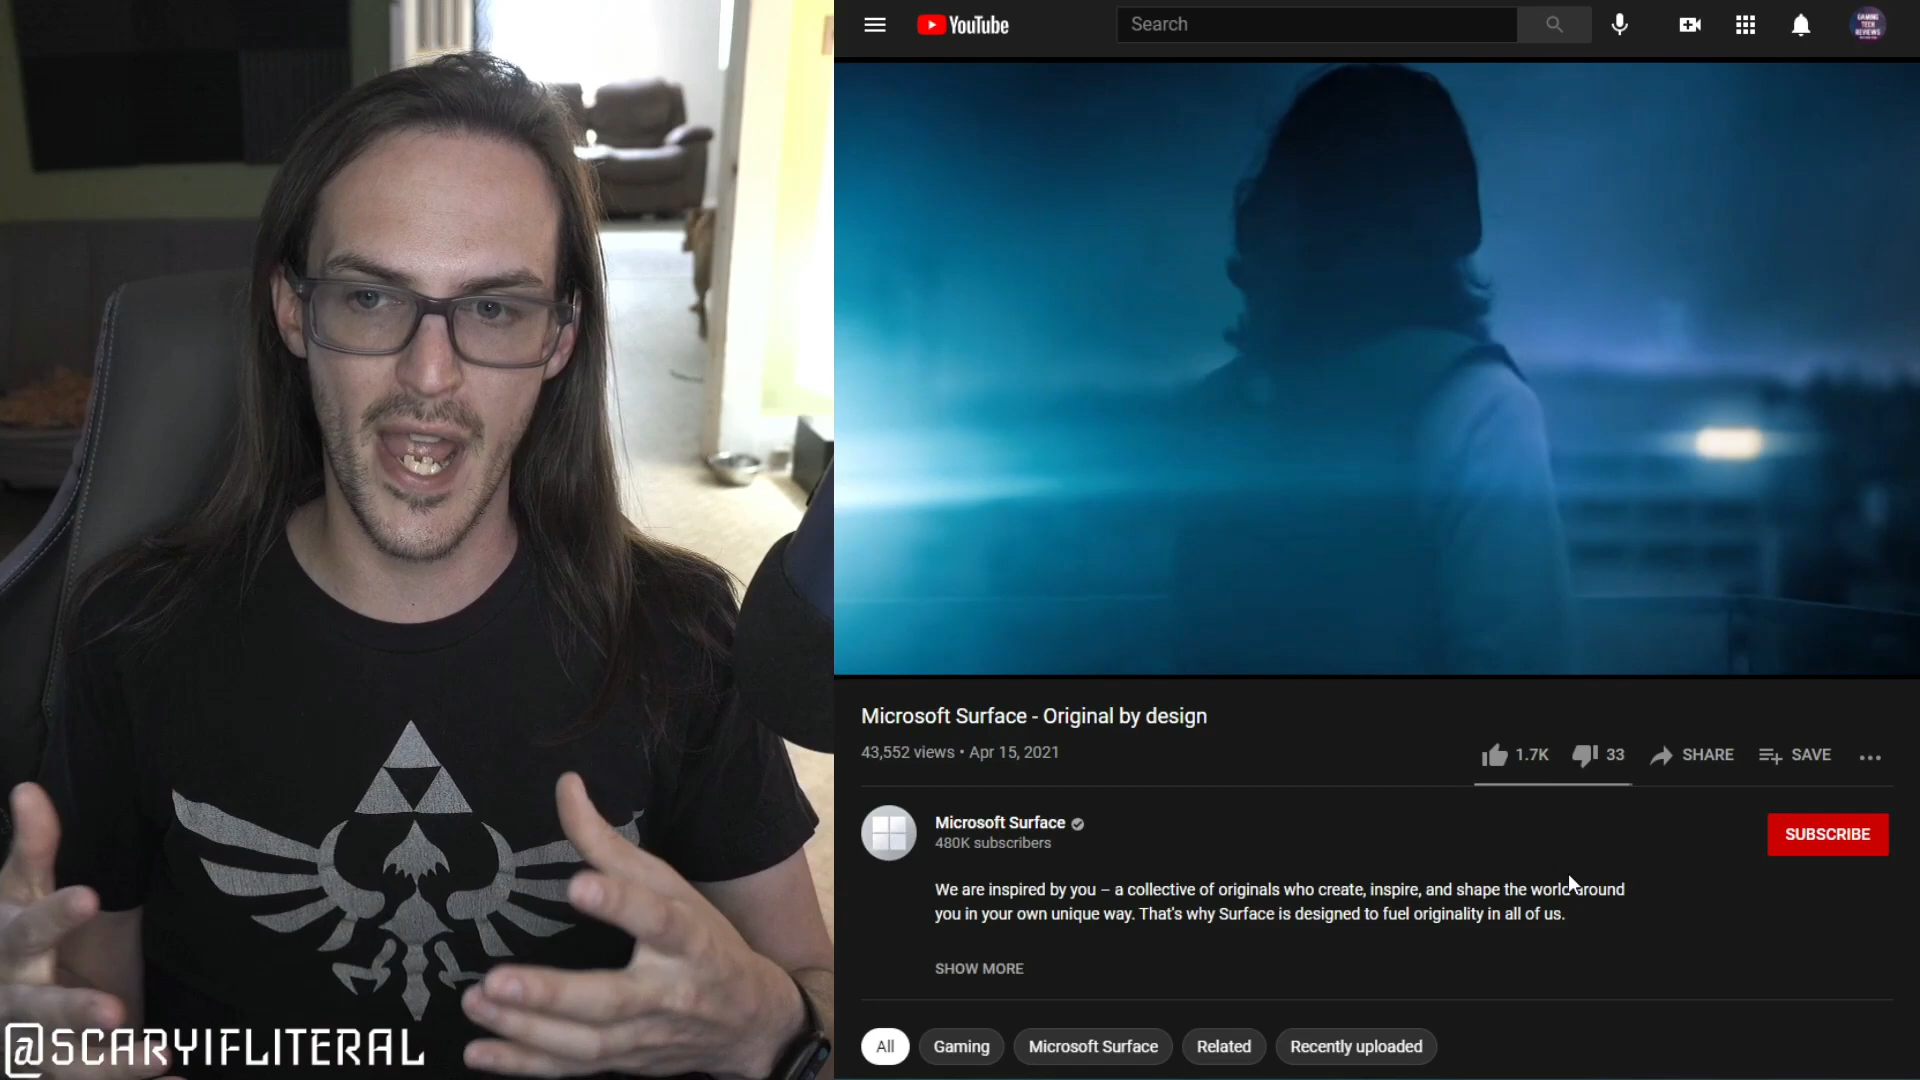 YouTube
Search
GAMING
TECH
REVIEWS
Microsoft Surface - Original by design
43,552 views • Apr 15, 2021
1.7K
33
SHARE
SAVE
Microsoft Surface
480K subscribers
SUBSCRIBE
We are inspired by you – a collective of originals who create, inspire, and shape the world around
you in your own unique way. That's why Surface is designed to fuel originality in all of us.
SHOW MORE
All
Gaming
Microsoft Surface
Related
Recently uploaded
@SCARYIFLITERAL